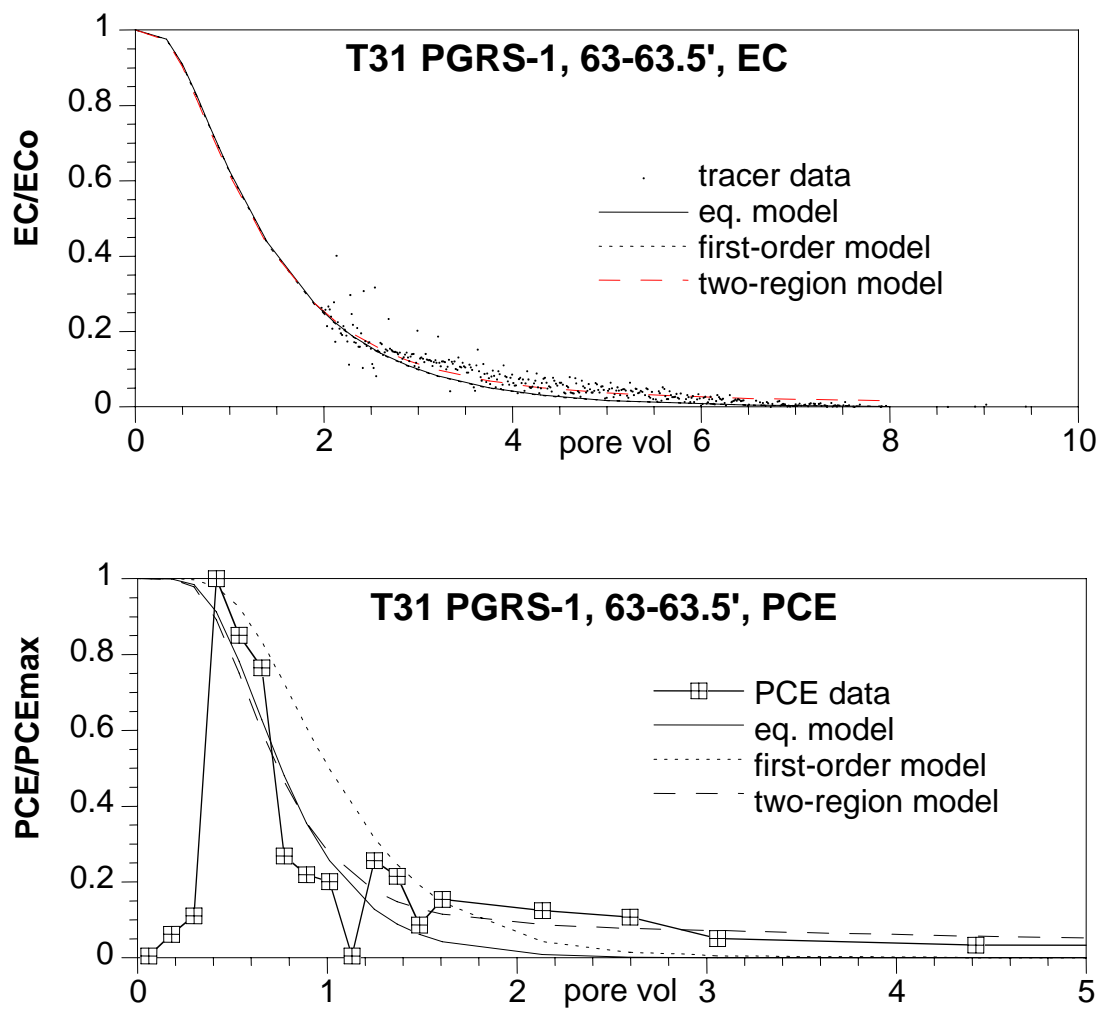 T31 PGRS-1, 63-63.5', EC
EC/ECo
1
0.8
0.6
0.4
0.2
0
tracer data
eq. model
first-order model
two-region model
0 2 4 6 8 10
pore vol
T31 PGRS-1, 63-63.5', PCE
PCE/PCEmax
1
0.8
0.6
0.4
0.2
0
PCE data
eq. model
first-order model
two-region model
0 1 2 3 4 5
pore vol